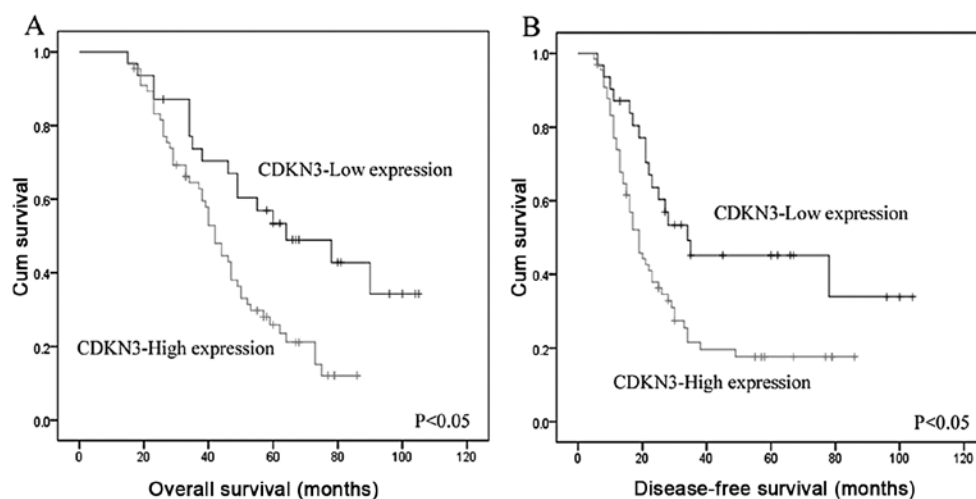 A
1.0
0.8
0.6
0.4
0.2
0.0
Cum survival
CDKN3-Low expression
CDKN3-High expression
P<0.05
0 20 40 60 80 100 120
Overall survival (months)
B
1.0
0.8
0.6
0.4
0.2
0.0
Cum survival
CDKN3-Low expression
CDKN3-High expression
P<0.05
0 20 40 60 80 100 120
Disease-free survival (months)